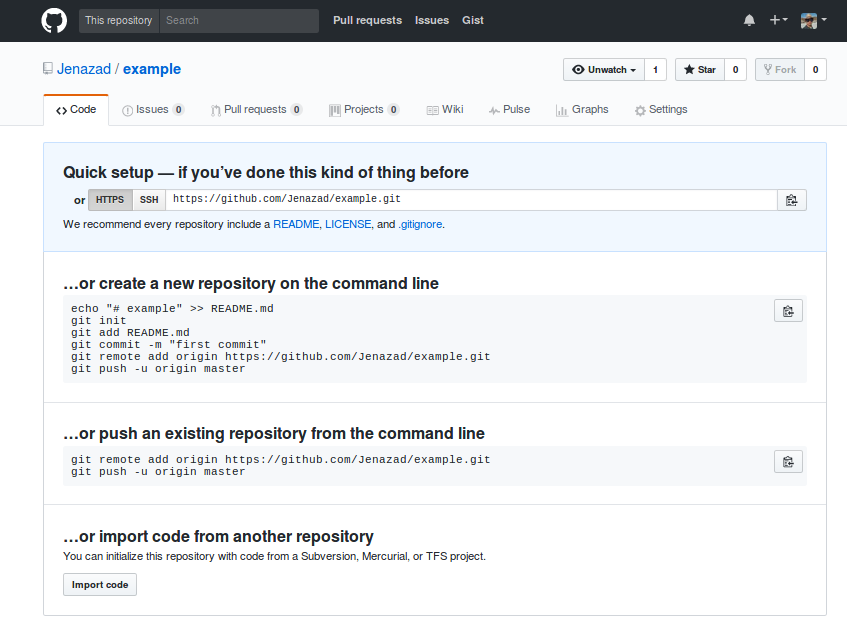 This repository Search Pull requests Issues Gist
Jenazad / example Unwatch 1 Star 0 Fork 0
Code Issues 0 Pull requests 0 Projects 0 Wiki Pulse Graphs Settings
Quick setup — if you’ve done this kind of thing before
or HTTPS SSH https://github.com/Jenazad/example.git
We recommend every repository include a README, LICENSE, and .gitignore.
…or create a new repository on the command line
echo "# example" >> README.md
git init
git add README.md
git commit -m "first commit"
git remote add origin https://github.com/Jenazad/example.git
git push -u origin master
…or push an existing repository from the command line
git remote add origin https://github.com/Jenazad/example.git
git push -u origin master
…or import code from another repository
You can initialize this repository with code from a Subversion, Mercurial, or TFS project.
Import code